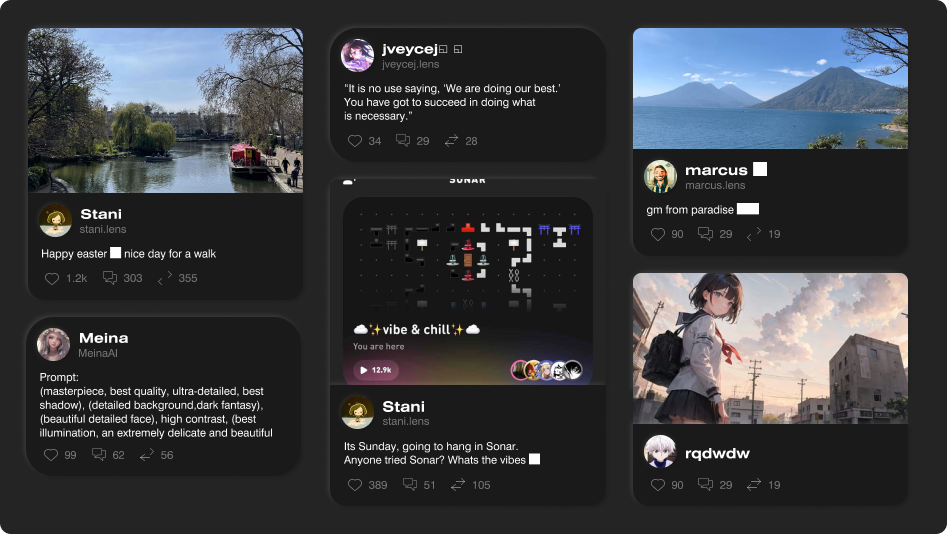 Stani
stani.lens
Happy easter nice day for a walk
1.2k 303 355
Meina
MeinaAI
Prompt:
(masterpiece, best quality, ultra-detailed, best
shadow), (detailed background,dark fantasy),
(beautiful detailed face), high contrast, (best
illumination, an extremely delicate and beautiful
99 62 56
jveycej
jveycej.lens
"It is no use saying, 'We are doing our best.'
You have got to succeed in doing what
is necessary."
34 29 28
SONAR
☁️✨vibe & chill✨☁️
You are here
12.9k
Stani
stani.lens
Its Sunday, going to hang in Sonar.
Anyone tried Sonar? Whats the vibes
389 51 105
marcus
marcus.lens
gm from paradise
90 29 19
rqdwdw
90 29 19